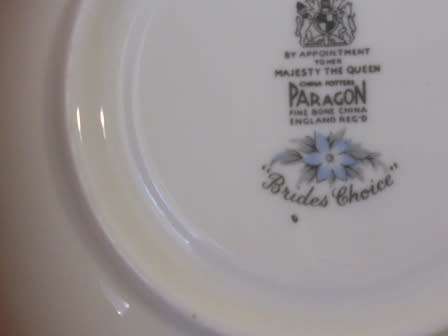 BY APPOINTMENT
TO HER
MAJESTY THE QUEEN
CHINA POTTERS
PARAGON
FINE BONE CHINA
ENGLAND REG'D
"Brides Choice"